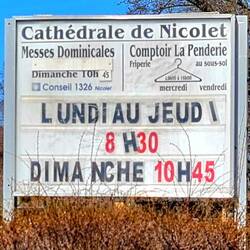 Cathédrale de Nicolet
Messes Dominicales
Dimanche 10h 45
Conseil 1326 Nicolet
Comptoir La Penderie
Friperie au sous-sol
mercredi vendredi
LUNDI AU JEUDI
8 H30
DIMANCHE 10H45